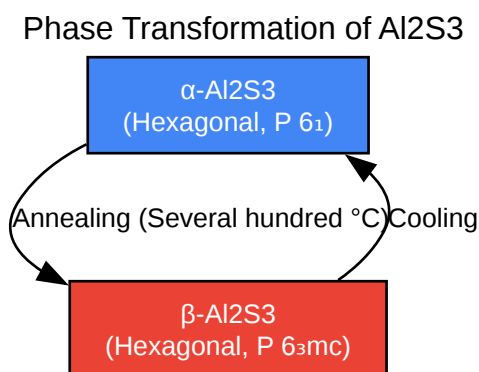 Phase Transformation of Al2S3
α-Al2S3
(Hexagonal, P 6₁)
Annealing (Several hundred °C)
Cooling
β-Al2S3
(Hexagonal, P 6₃mc)